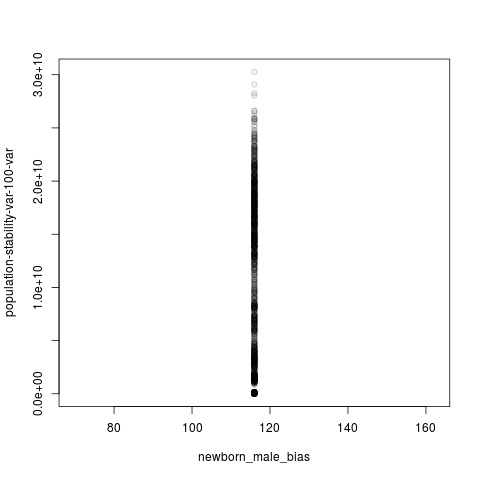 population-stability-var-100-var
3.0e+10
2.0e+10
1.0e+10
0.0e+00
80
100
120
140
160
newborn_male_bias